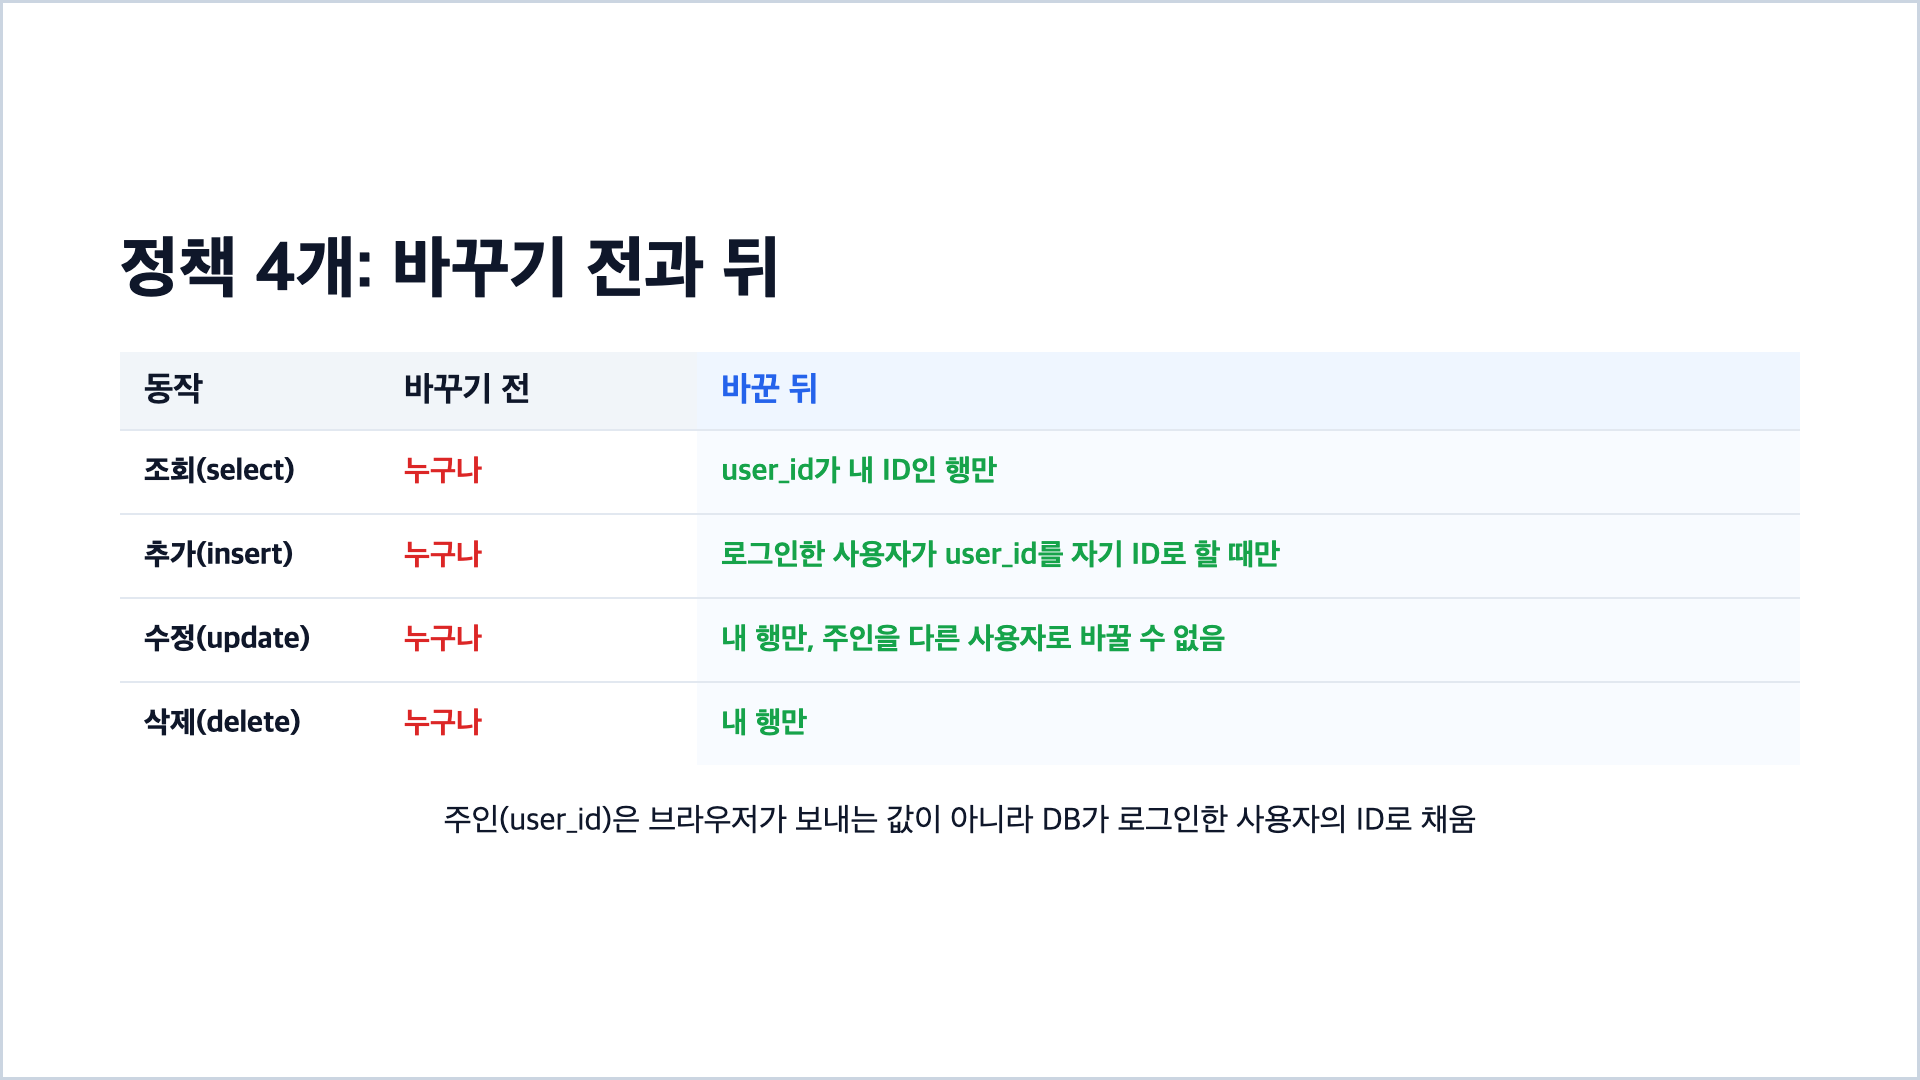 정책 4개: 바꾸기 전과 뒤
동작 바꾸기 전 바꾼 뒤
조회(select) 누구나 user_id가 내 ID인 행만
추가(insert) 누구나 로그인한 사용자가 user_id를 자기 ID로 할 때만
수정(update) 누구나 내 행만, 주인을 다른 사용자로 바꿀 수 없음
삭제(delete) 누구나 내 행만
주인(user_id)은 브라우저가 보내는 값이 아니라 DB가 로그인한 사용자의 ID로 채움